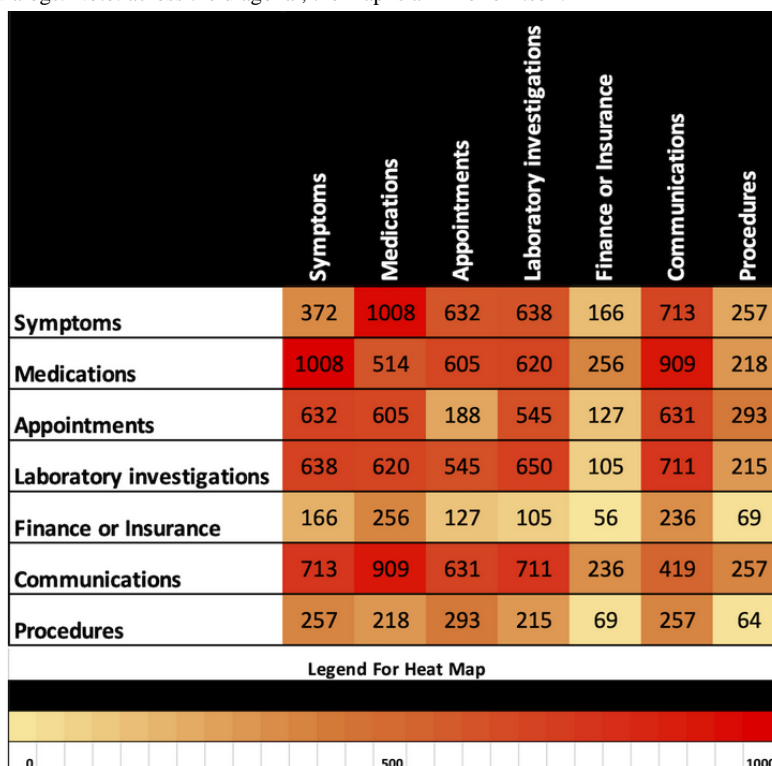 Symptoms
Medications
Appointments
Laboratory investigations
Finance or Insurance
Communications
Procedures
Symptoms 372 1008 632 638 166 713 257
Medications 1008 514 605 620 256 909 218
Appointments 632 605 188 545 127 631 293
Laboratory investigations 638 620 545 650 105 711 215
Finance or Insurance 166 256 127 105 56 236 69
Communications 713 909 631 711 236 419 257
Procedures 257 218 293 215 69 257 64
Legend For Heat Map
0 500 1000